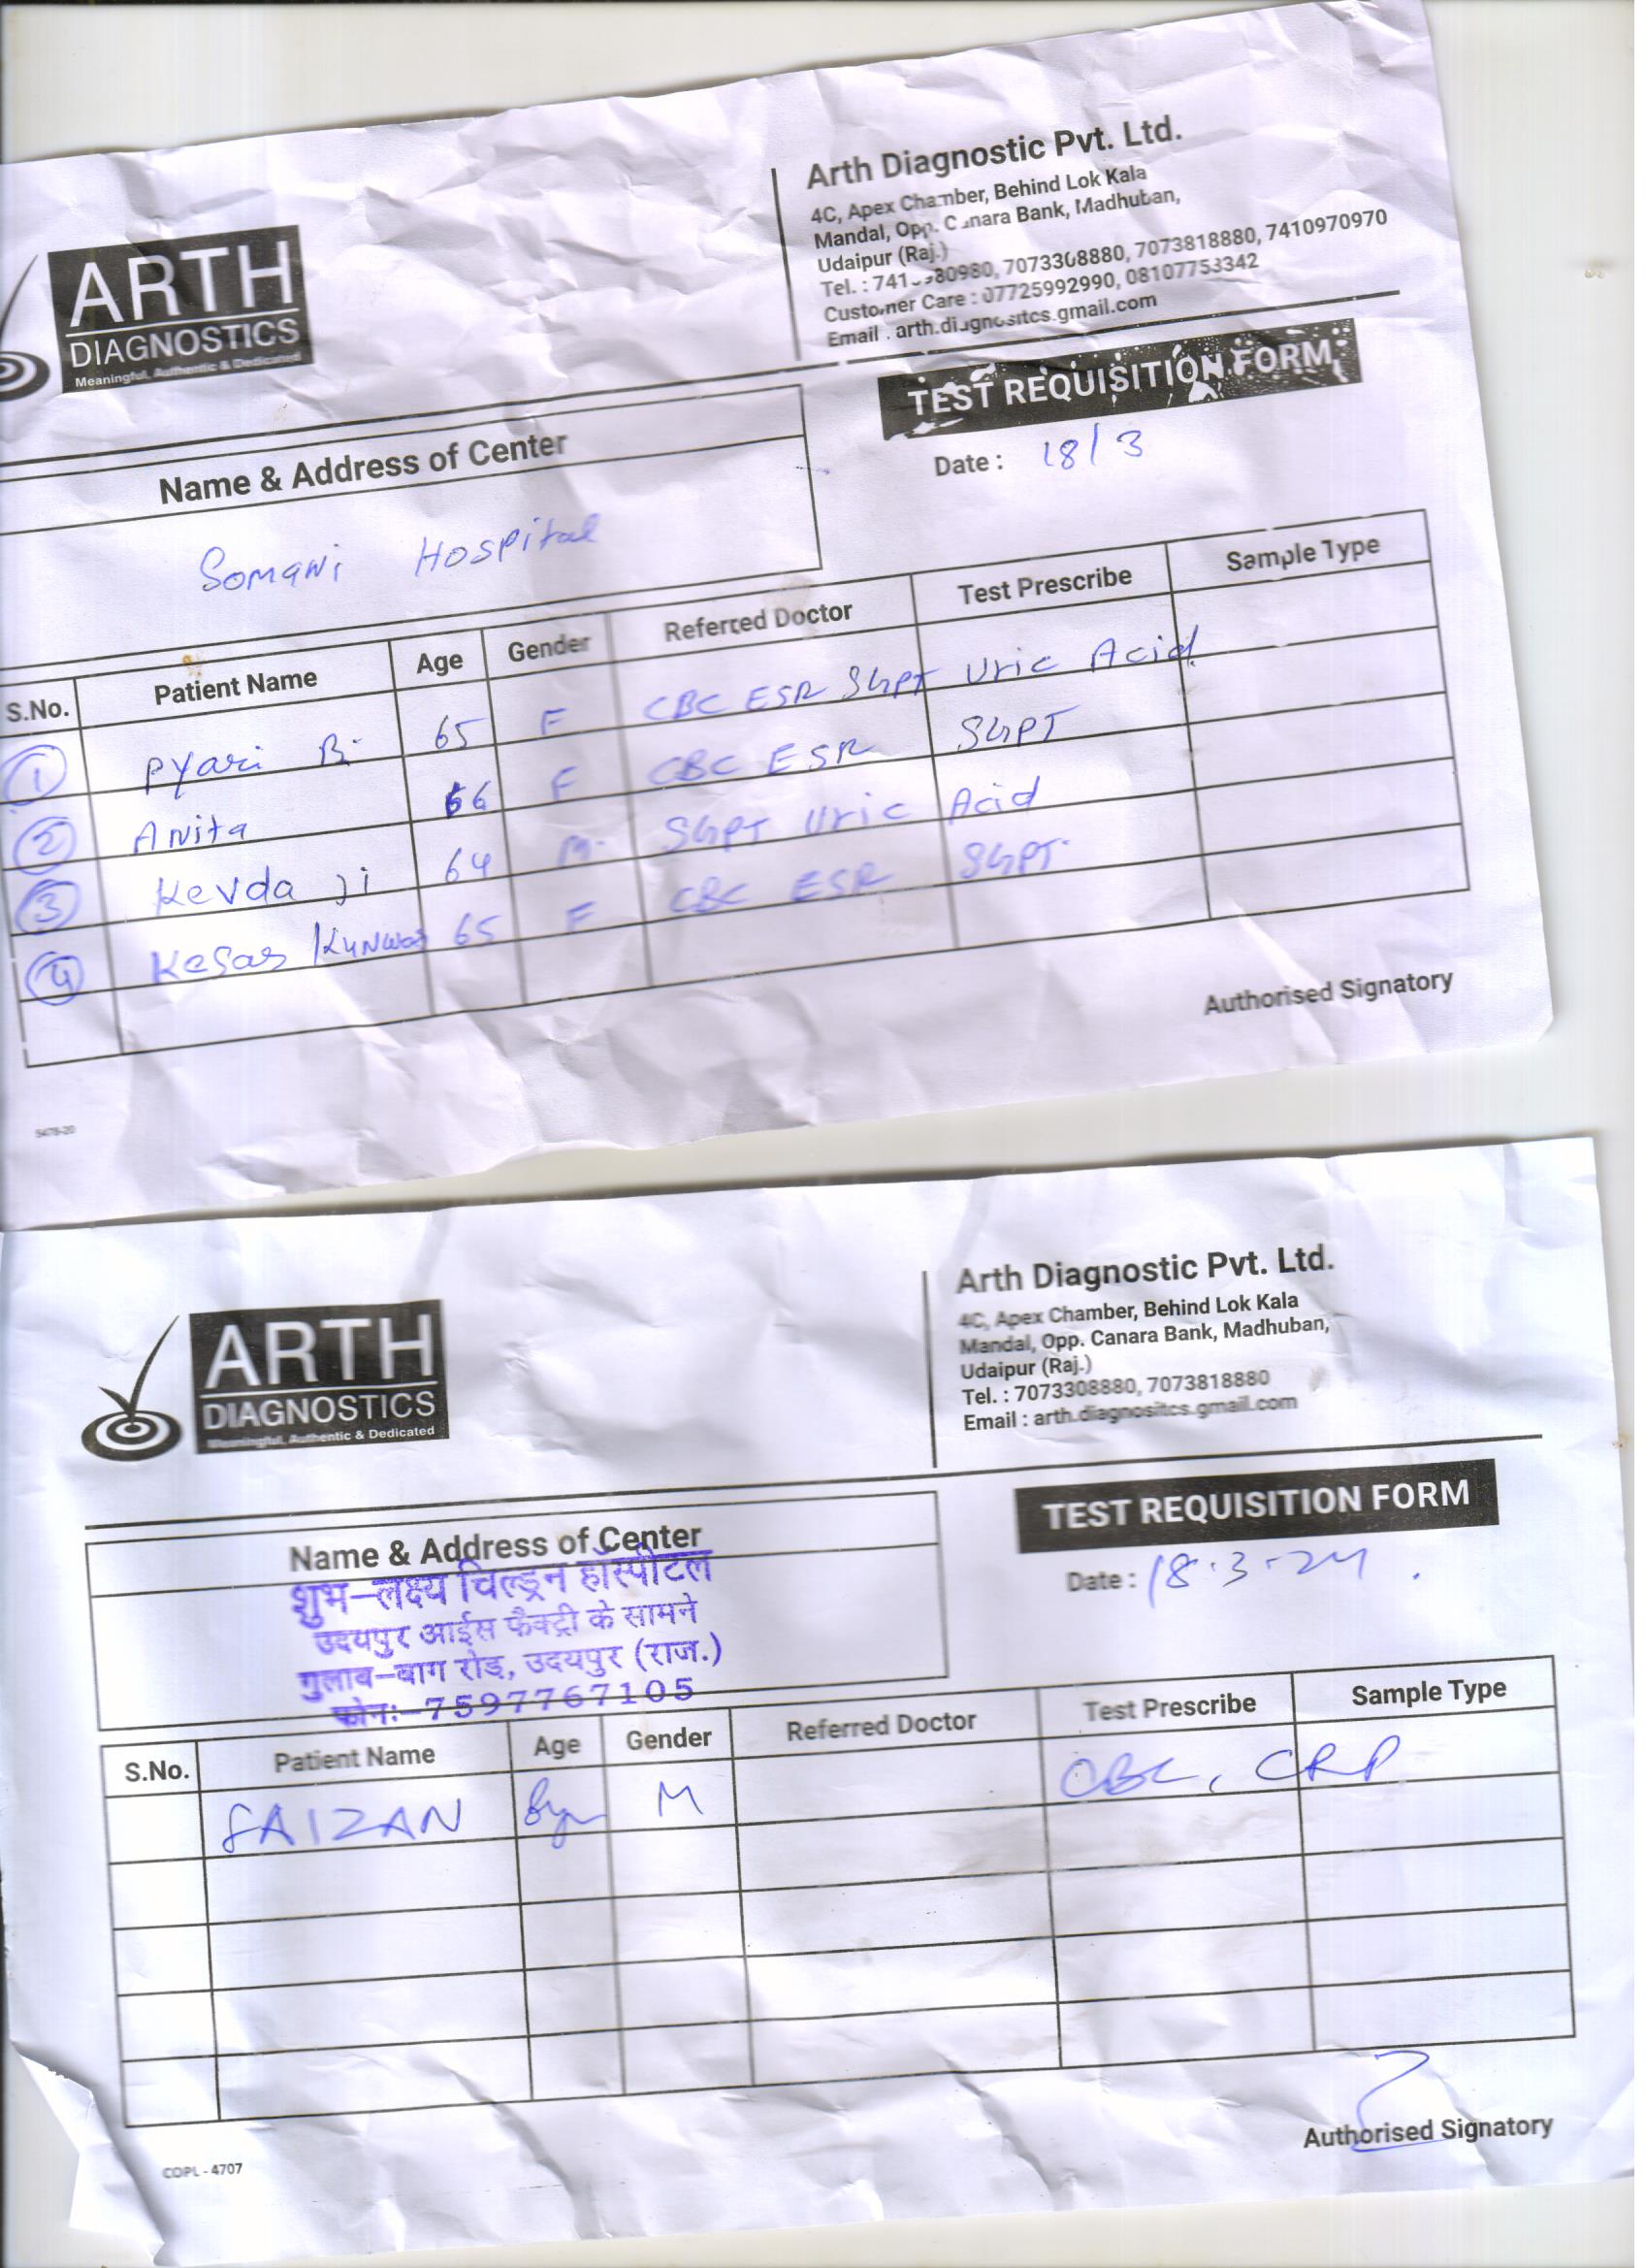 ARTH
DIAGNOSTICS
Meaningful, Authentic & Dedicated
Arth Diagnostic Pvt. Ltd.
4C, Apex Chamber, Behind Lok Kala
Mandal, Opp. Canara Bank, Madhuban,
Udaipur (Raj.)
Tel. : 741 80980, 7073308880, 7073818880, 7410970970
Customer Care : 07725992990, 08107753342
Email . arth.diagnositcs.gmail.com
TEST REQUISITION FORM
Name & Address of Center
Date : 18/3
Somani Hospital
S.No. Patient Name Age Gender Referred Doctor Test Prescribe Sample Type
1 Pyari B. 65 F CBC ESR SGPT Uric Acid
2 Anita 66 F CBC ESR SGPT
3 Kevda Ji 64 M. SGPT Uric Acid
4 Kesar Kunwar 65 F CBC ESR SGPT
Authorised Signatory
5478-20
ARTH
DIAGNOSTICS
Meaningful, Authentic & Dedicated
Arth Diagnostic Pvt. Ltd.
4C, Apex Chamber, Behind Lok Kala
Mandal, Opp. Canara Bank, Madhuban,
Udaipur (Raj.)
Tel. : 7073308880, 7073818880
Email : arth.diagnositcs.gmail.com
TEST REQUISITION FORM
Name & Address of Center
Date : 18.3.24
शुभ-लक्ष्य चिल्ड्रन हॉस्पीटल
उदयपुर आईस फैक्ट्री के सामने
गुलाब-बाग रोड, उदयपुर (राज.)
फोन:-7597767105
S.No. Patient Name Age Gender Referred Doctor Test Prescribe Sample Type
FAIZAN M CBC, CRP
Authorised Signatory
COPL - 4707